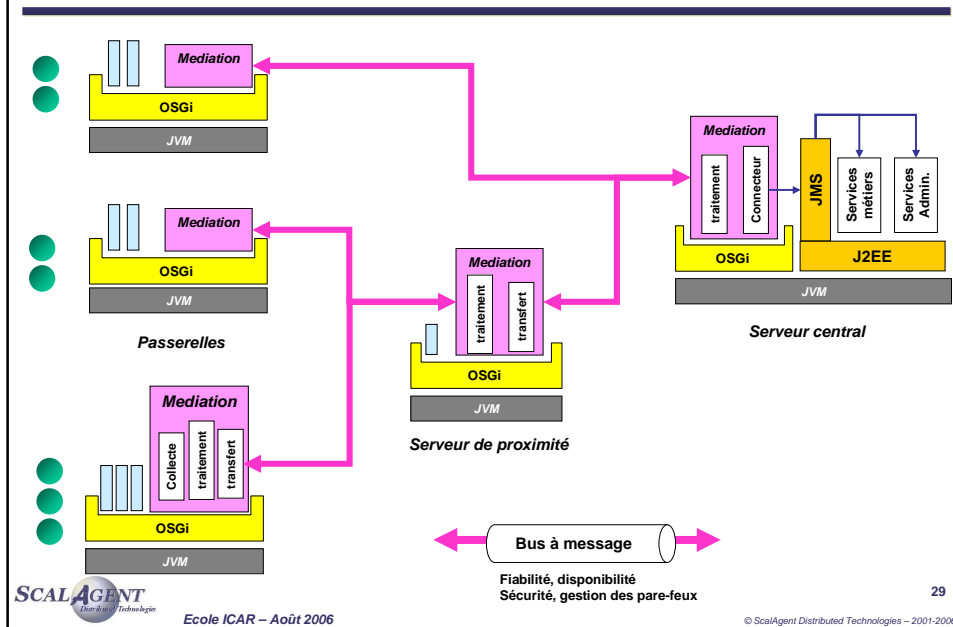 Mediation
OSGi
JVM
Mediation
OSGi
JVM
Passerelles
Mediation
Collecte
traitement
transfert
OSGi
JVM
Mediation
traitement
transfert
OSGi
JVM
Serveur de proximité
Mediation
traitement
Connecteur
OSGi
JMS
Services
métiers
Services
Admin.
J2EE
JVM
Serveur central
Bus à message
Fiabilité, disponibilité
Sécurité, gestion des pare-feux
SCALAGENT
Distributed Technologies
Ecole ICAR – Août 2006
29
© ScalAgent Distributed Technologies – 2001-2006